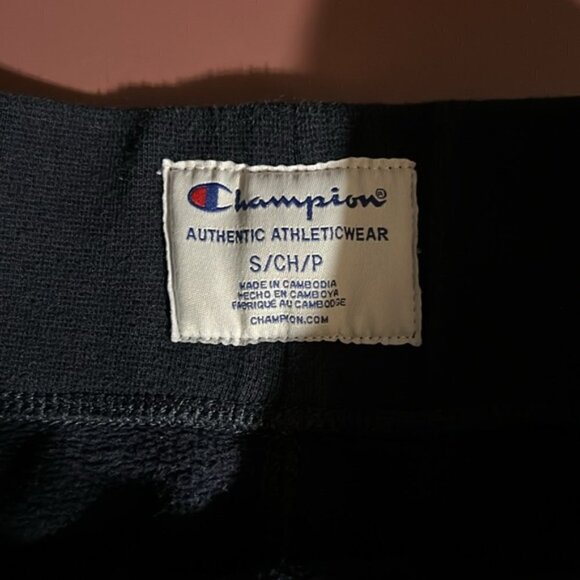 Champion®
AUTHENTIC ATHLETICWEAR
S/CH/P
MADE IN CAMBODIA
HECHO EN CAMBOYA
FABRIQUÉ AU CAMBODGE
CHAMPION.COM